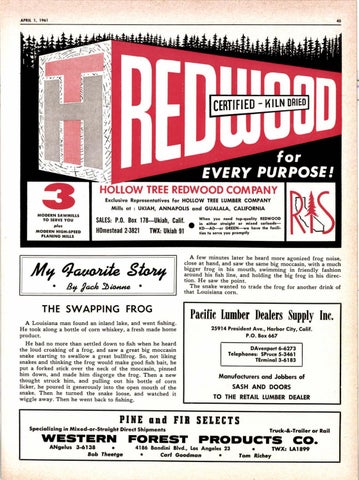 APRIL 1, 1961
45
H
T
REDWOOD
CERTIFIED - KILN DRIED
for
EVERY PURPOSE!
3
MODERN SAWMILLS
TO SERVE YOU
plus
MODERN HIGH-SPEED
PLANING MILLS
HOLLOW TREE REDWOOD COMPANY
Exclusive Representatives for HOLLOW TREE LUMBER COMPANY
Mills at : UKIAH, ANNAPOLIS and GUALALA, CALIFORNIA
SALES: P.O. Box 178—Ukiah, Calif.
HOmestead 2-3821 TWX: Ukiah 91
When you need top-quality REDWOOD
in either straight or mixed carloads—
KD—AD—or GREEN—we have the facili-
ties to serve you promptly
My Favorite Story
• By Jack Dionne •
THE SWAPPING FROG
A Louisiana man found an inland lake, and went fishing.
He took along a bottle of corn whiskey, a fresh made home
product.
He had no more than settled down to fish when he heard
the loud croaking of a frog, and saw a great big moccasin
snake starting to swallow a great bullfrog. So, not liking
snakes and thinking the frog would make good fish bait, he
put a forked stick over the neck of the moccasin, pinned
him down, and made him disgorge the frog. Then a new
thought struck him, and pulling out his bottle of corn
licker, he poured it generously into the open mouth of the
snake. Then he turned the snake loose, and watched it
wiggle away. Then he went back to fishing.
A few minutes later he heard more agonized frog noise,
close at hand, and saw the same big moccasin, with a much
bigger frog in his mouth, swimming in friendly fashion
around his fish line, and holding the big frog in his direc-
tion. He saw the point.
The snake wanted to trade the frog for another drink of
that Louisiana corn.
Pacific Lumber Dealers Supply Inc.
25914 President Ave., Harbor City, Calif.
P.O. Box 667
DAvenport 6-6273
Telephones: SPruce 5-3461
TErminal 5-6183
Manufacturers and Jobbers of
SASH AND DOORS
TO THE RETAIL LUMBER DEALER
PINE and FIR SELECTS
Specializing in Mixed-or-Straight Direct Shipments
Truck-&-Trailer or Rail
WESTERN FOREST PRODUCTS CO.
ANgelus 3-6138 • 4186 Bandini Blvd., Los Angeles 23 • TWX: LA1899
Bob Theetge • Carl Goodman • Tom Richey